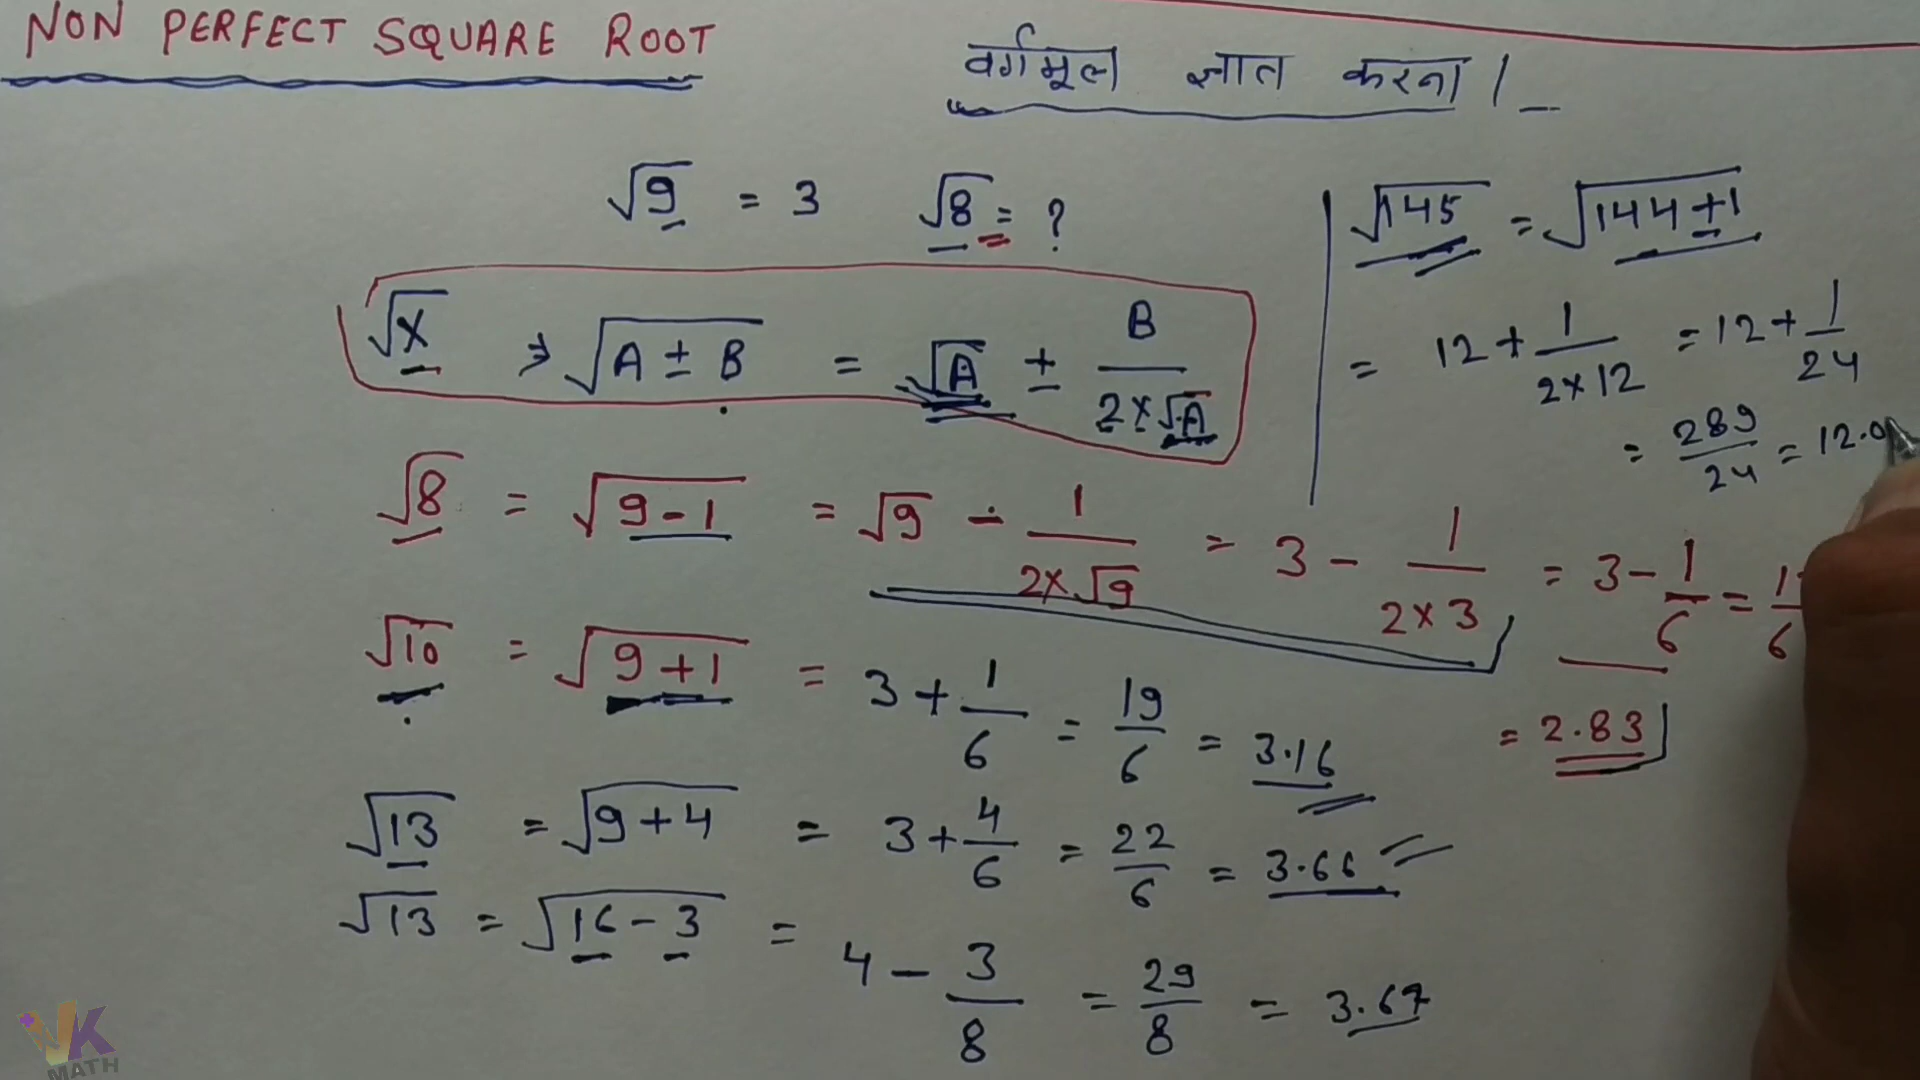 NON PERFECT SQUARE ROOT
वर्गमूल ज्ञात करना।_
√9 = 3 √8 = ?
√X ⇒ √(A ± B) = √A ± B/(2×√A)
√8 = √(9-1) = √9 - 1/(2×√9) = 3 - 1/(2×3) = 3 - 1/6 =
= 2.83
√10 = √(9+1) = 3 + 1/6 = 19/6 = 3.16
√13 = √(9+4) = 3 + 4/6 = 22/6 = 3.66
√13 = √(16-3) = 4 - 3/8 = 29/8 = 3.67
√145 = √(144+1)
= 12 + 1/(2×12) = 12 + 1/24
= 289/24 = 12.0
VK
MATH